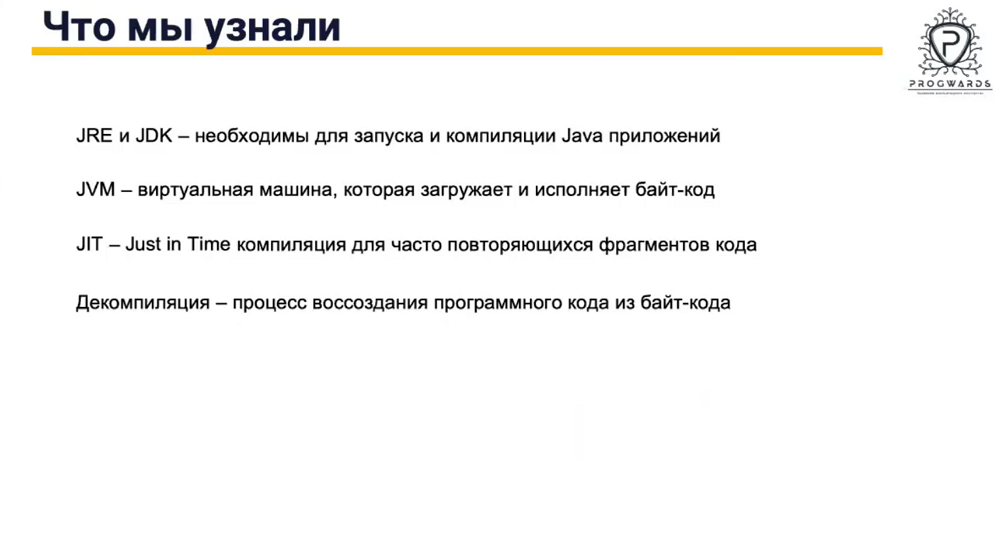 Что мы узнали
PROGWARDS
JRE и JDK – необходимы для запуска и компиляции Java приложений
JVM – виртуальная машина, которая загружает и исполняет байт-код
JIT – Just in Time компиляция для часто повторяющихся фрагментов кода
Декомпиляция – процесс воссоздания программного кода из байт-кода